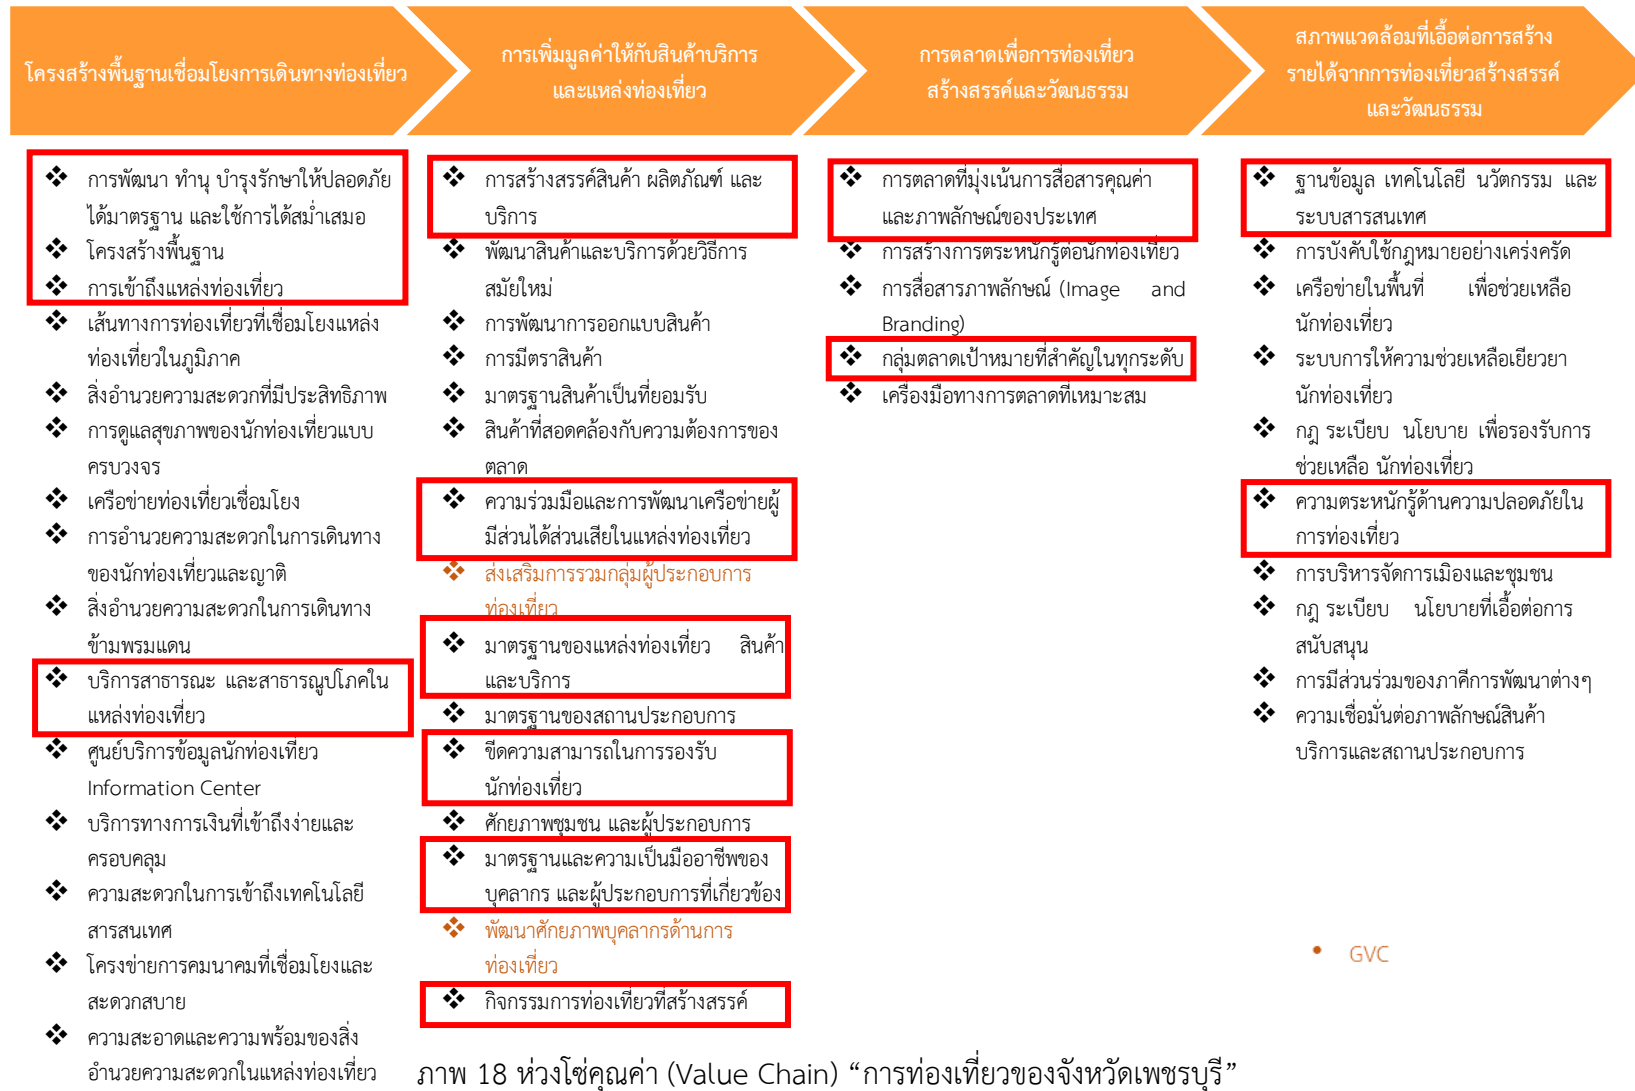 โครงสร้างพื้นฐานเชื่อมโยงการเดินทางท่องเที่ยว
การเพิ่มมูลค่าให้กับสินค้าบริการ
และแหล่งท่องเที่ยว
การตลาดเพื่อการท่องเที่ยว
สร้างสรรค์และวัฒนธรรม
สภาพแวดล้อมที่เอื้อต่อการสร้าง
รายได้จากการท่องเที่ยวสร้างสรรค์
และวัฒนธรรม
❖ การพัฒนา ทำนุ บำรุงรักษาให้ปลอดภัย
ได้มาตรฐาน และใช้การได้สม่ำเสมอ
❖ โครงสร้างพื้นฐาน
❖ การเข้าถึงแหล่งท่องเที่ยว
❖ เส้นทางการท่องเที่ยวที่เชื่อมโยงแหล่ง
ท่องเที่ยวในภูมิภาค
❖ สิ่งอำนวยความสะดวกที่มีประสิทธิภาพ
❖ การดูแลสุขภาพของนักท่องเที่ยวแบบ
ครบวงจร
❖ เครือข่ายท่องเที่ยวเชื่อมโยง
❖ การอำนวยความสะดวกในการเดินทาง
ของนักท่องเที่ยวและญาติ
❖ สิ่งอำนวยความสะดวกในการเดินทาง
ข้ามพรมแดน
❖ บริการสาธารณะ และสาธารณูปโภคใน
แหล่งท่องเที่ยว
❖ ศูนย์บริการข้อมูลนักท่องเที่ยว
Information Center
❖ บริการทางการเงินที่เข้าถึงง่ายและ
ครอบคลุม
❖ ความสะดวกในการเข้าถึงเทคโนโลยี
สารสนเทศ
❖ โครงข่ายการคมนาคมที่เชื่อมโยงและ
สะดวกสบาย
❖ ความสะอาดและความพร้อมของสิ่ง
อำนวยความสะดวกในแหล่งท่องเที่ยว
❖ การสร้างสรรค์สินค้า ผลิตภัณฑ์ และ
บริการ
❖ พัฒนาสินค้าและบริการด้วยวิธีการ
สมัยใหม่
❖ การพัฒนาการออกแบบสินค้า
❖ การมีตราสินค้า
❖ มาตรฐานสินค้าเป็นที่ยอมรับ
❖ สินค้าที่สอดคล้องกับความต้องการของ
ตลาด
❖ ความร่วมมือและการพัฒนาเครือข่ายผู้
มีส่วนได้ส่วนเสียในแหล่งท่องเที่ยว
❖ ส่งเสริมการรวมกลุ่มผู้ประกอบการ
ท่องเที่ยว
❖ มาตรฐานของแหล่งท่องเที่ยว สินค้า
และบริการ
❖ มาตรฐานของสถานประกอบการ
❖ ขีดความสามารถในการรองรับ
นักท่องเที่ยว
❖ ศักยภาพชุมชน และผู้ประกอบการ
❖ มาตรฐานและความเป็นมืออาชีพของ
บุคลากร และผู้ประกอบการที่เกี่ยวข้อง
❖ พัฒนาศักยภาพบุคลากรด้านการ
ท่องเที่ยว
❖ กิจกรรมการท่องเที่ยวที่สร้างสรรค์
❖ การตลาดที่มุ่งเน้นการสื่อสารคุณค่า
และภาพลักษณ์ของประเทศ
❖ การสร้างการตระหนักรู้ต่อนักท่องเที่ยว
❖ การสื่อสารภาพลักษณ์ (Image and
Branding)
❖ กลุ่มตลาดเป้าหมายที่สำคัญในทุกระดับ
❖ เครื่องมือทางการตลาดที่เหมาะสม
❖ ฐานข้อมูล เทคโนโลยี นวัตกรรม และ
ระบบสารสนเทศ
❖ การบังคับใช้กฎหมายอย่างเคร่งครัด
❖ เครือข่ายในพื้นที่ เพื่อช่วยเหลือ
นักท่องเที่ยว
❖ ระบบการให้ความช่วยเหลือเยียวยา
นักท่องเที่ยว
❖ กฎ ระเบียบ นโยบาย เพื่อรองรับการ
ช่วยเหลือ นักท่องเที่ยว
❖ ความตระหนักรู้ด้านความปลอดภัยใน
การท่องเที่ยว
❖ การบริหารจัดการเมืองและชุมชน
❖ กฎ ระเบียบ นโยบายที่เอื้อต่อการ
สนับสนุน
❖ การมีส่วนร่วมของภาคีการพัฒนาต่างๆ
❖ ความเชื่อมั่นต่อภาพลักษณ์สินค้า
บริการและสถานประกอบการ
• GVC
ภาพ 18 ห่วงโซ่คุณค่า (Value Chain) “การท่องเที่ยวของจังหวัดเพชรบุรี”